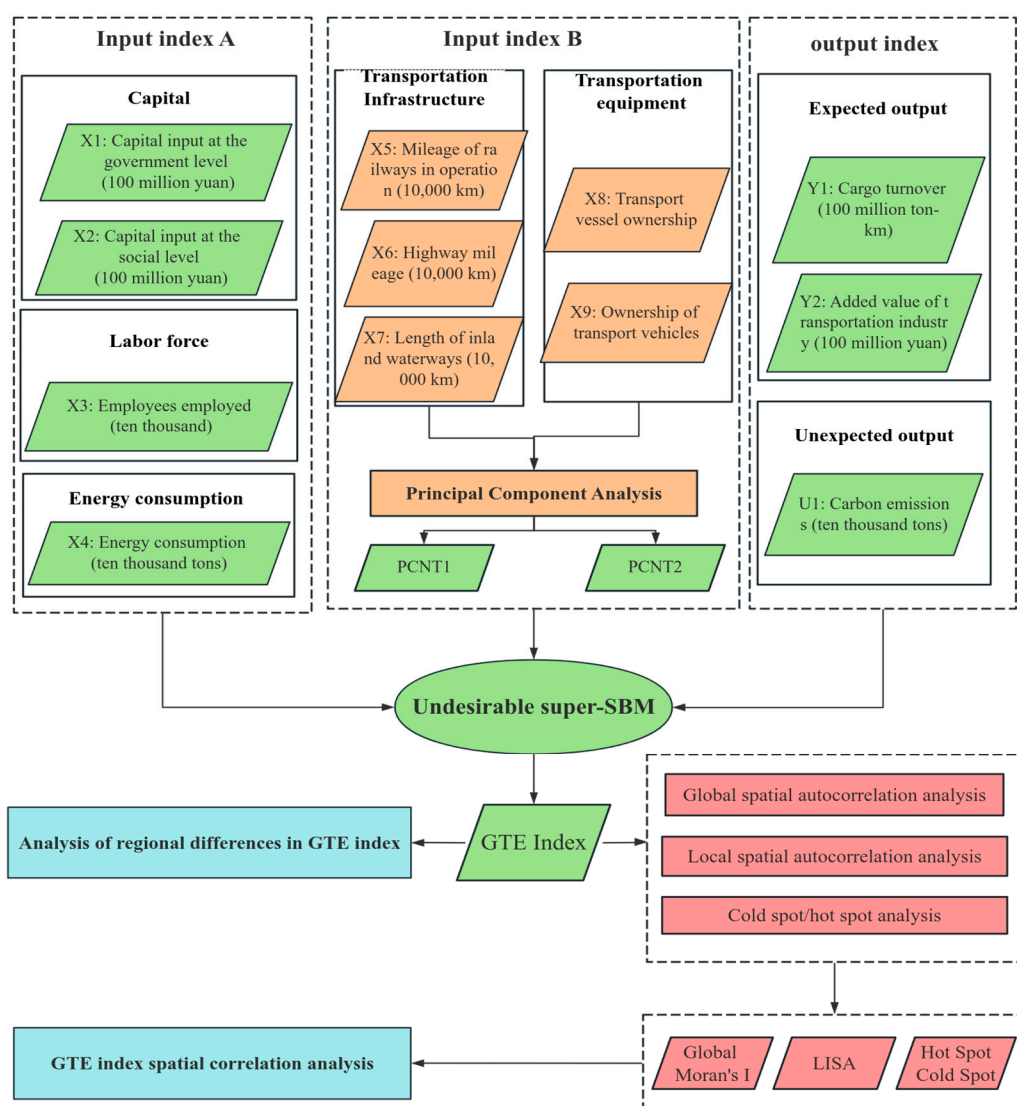 Input index A
Capital
X1: Capital input at the
government level
(100 million yuan)
X2: Capital input at the
social level
(100 million yuan)
Labor force
X3: Employees employed
(ten thousand)
Energy consumption
X4: Energy consumption
(ten thousand tons)
Input index B
Transportation
Infrastructure
X5: Mileage of ra
ilways in operatio
n (10,000 km)
X6: Highway mil
eage (10,000 km)
X7: Length of inla
nd waterways (10,
000 km)
Transportation
equipment
X8: Transport
vessel ownership
X9: Ownership of
transport vehicles
Principal Component Analysis
PCNT1
PCNT2
output index
Expected output
Y1: Cargo turnover
(100 million ton-
km)
Y2: Added value of t
ransportation industr
y (100 million yuan)
Unexpected output
U1: Carbon emission
s (ten thousand tons)
Undesirable super-SBM
GTE Index
Analysis of regional differences in GTE index
Global spatial autocorrelation analysis
Local spatial autocorrelation analysis
Cold spot/hot spot analysis
Global
Moran's I
LISA
Hot Spot
Cold Spot
GTE index spatial correlation analysis